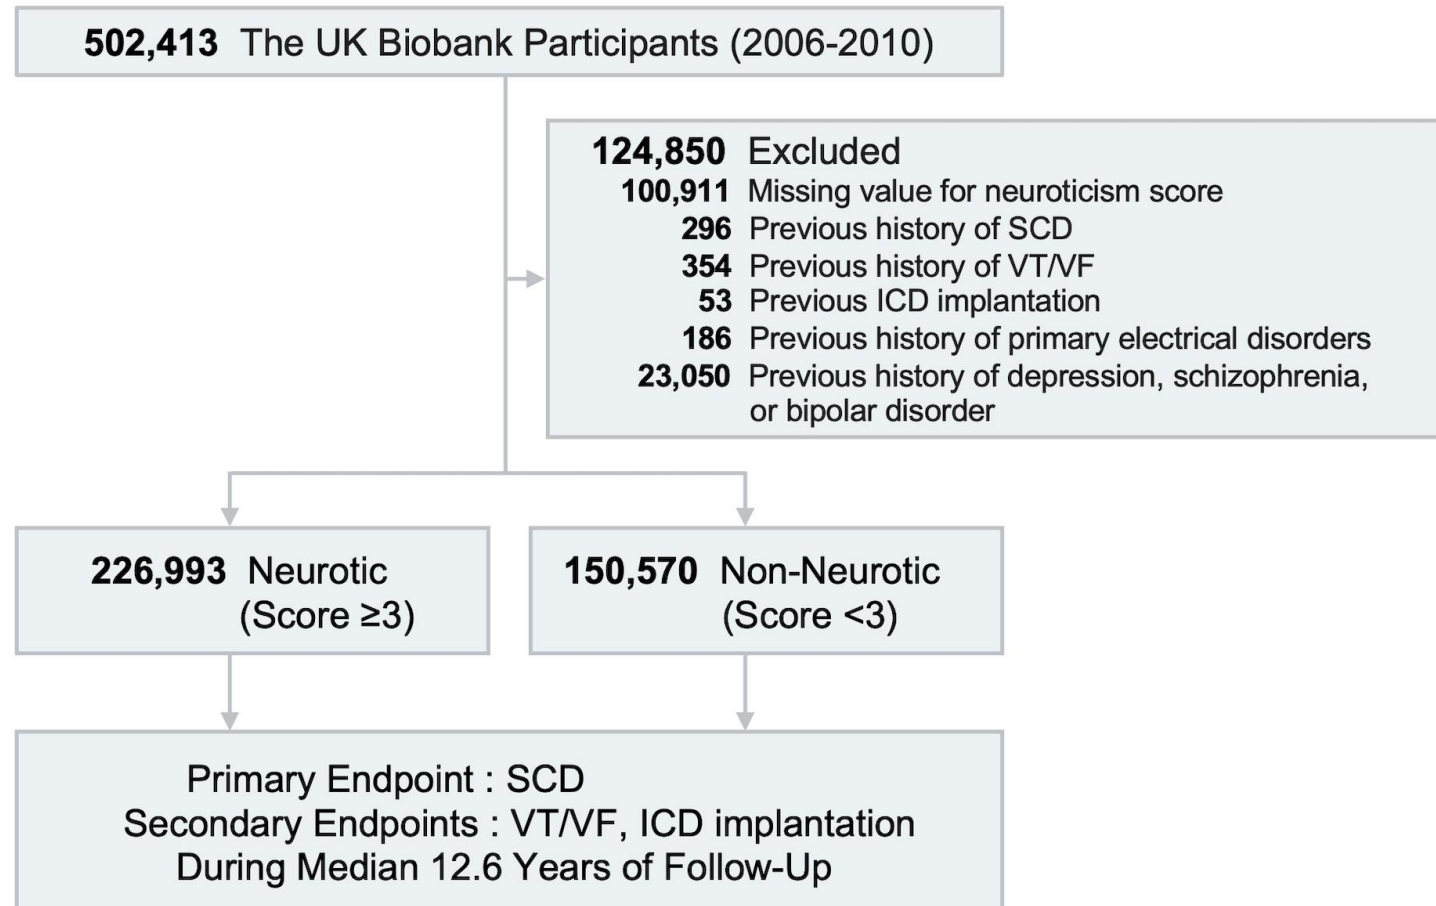 502,413 The UK Biobank Participants (2006-2010)
124,850 Excluded
100,911 Missing value for neuroticism score
296 Previous history of SCD
354 Previous history of VT/VF
53 Previous ICD implantation
186 Previous history of primary electrical disorders
23,050 Previous history of depression, schizophrenia,
or bipolar disorder
226,993 Neurotic
(Score ≥3)
150,570 Non-Neurotic
(Score <3)
Primary Endpoint : SCD
Secondary Endpoints : VT/VF, ICD implantation
During Median 12.6 Years of Follow-Up